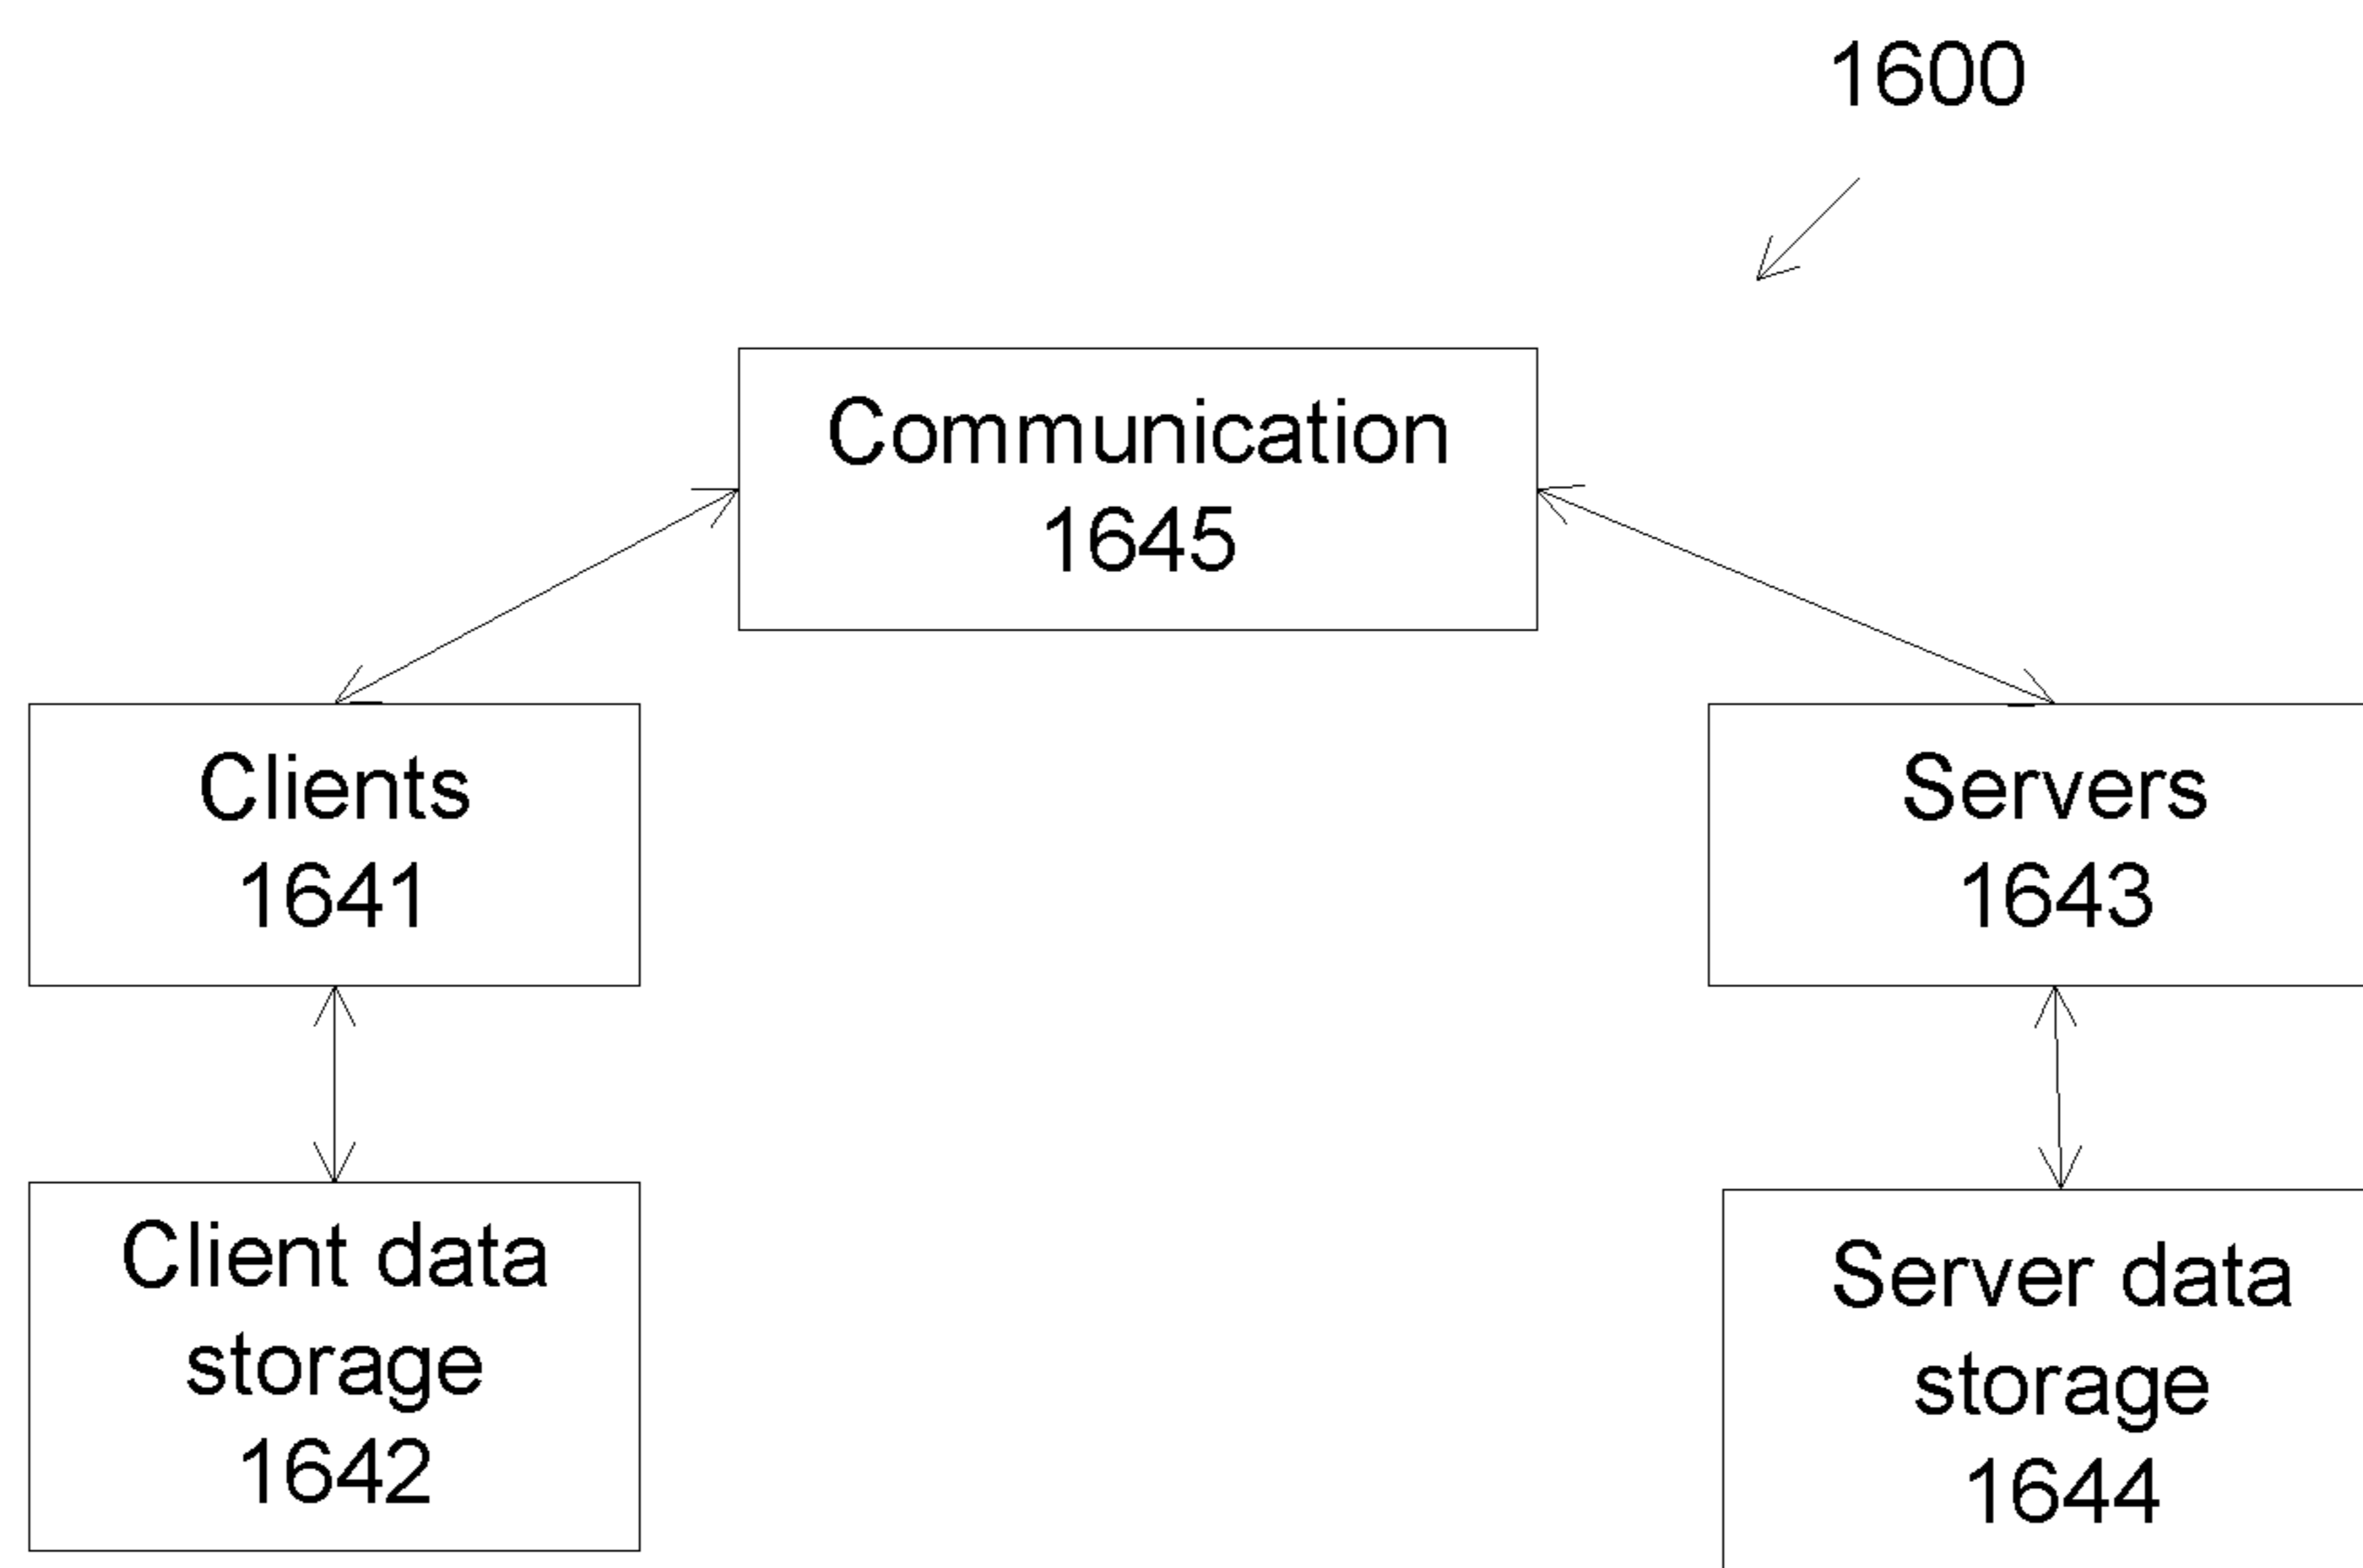 1600
Communication
1645
Clients
1641
Servers
1643
Client data
storage
1642
Server data
storage
1644